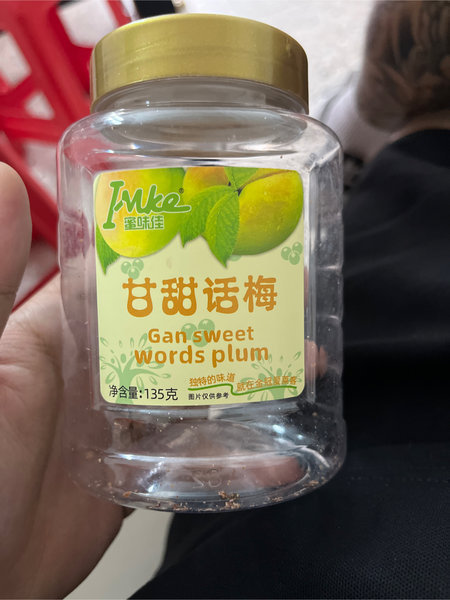 Imke®
蜜味佳
甘甜话梅
Gan sweet
words plum
独特的味道
净含量:135克
图片仅供参考